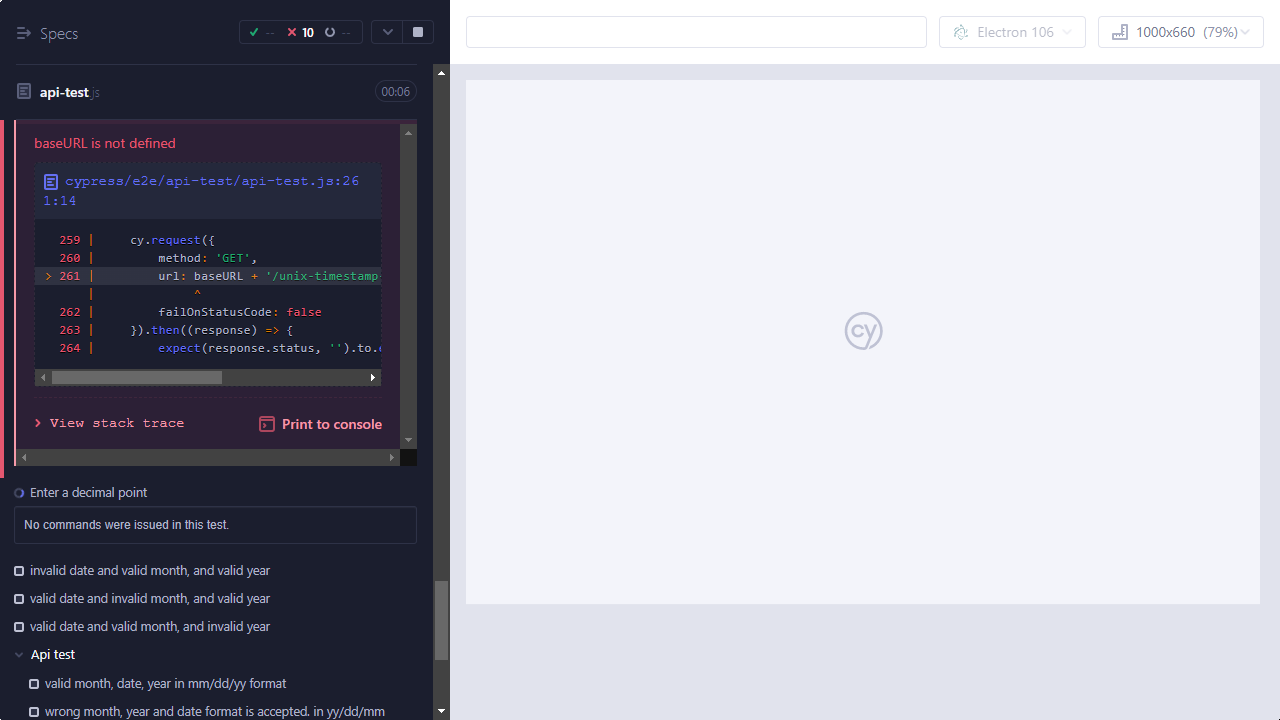 Specs
-- 10 --
Electron 106
1000x660 (79%)
api-test.js
00:06
baseURL is not defined
cypress/e2e/api-test/api-test.js:26
1:14
259 | cy.request({
260 | method: 'GET',
> 261 | url: baseURL + '/unix-timestamp-
| ^
262 | failOnStatusCode: false
263 | }).then((response) => {
264 | expect(response.status, '').to.
> View stack trace
Print to console
Enter a decimal point
No commands were issued in this test.
invalid date and valid month, and valid year
valid date and invalid month, and valid year
valid date and valid month, and invalid year
Api test
valid month, date, year in mm/dd/yy format
wrong month, year and date format is accepted. in yy/dd/mm
cy